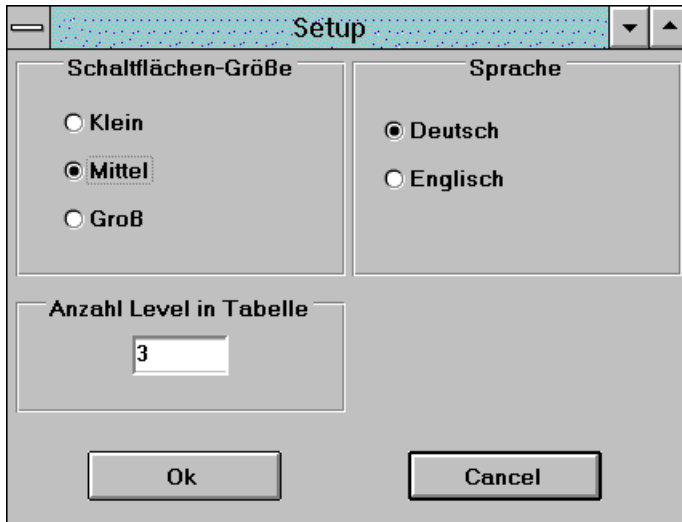 Setup
Schaltflächen-Größe
Klein
Mittel
Groß
Sprache
Deutsch
Englisch
Anzahl Level in Tabelle
3
Ok
Cancel